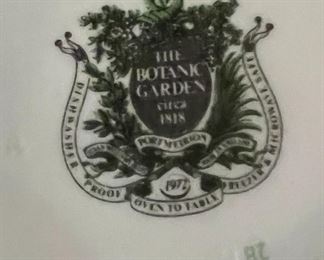 THE
BOTANIC
GARDEN
circa
1818
PORTMEIRION
1972
DISHWASHER PROOF OVEN TO TABLE FREEZER & MICROWAVE SAFE